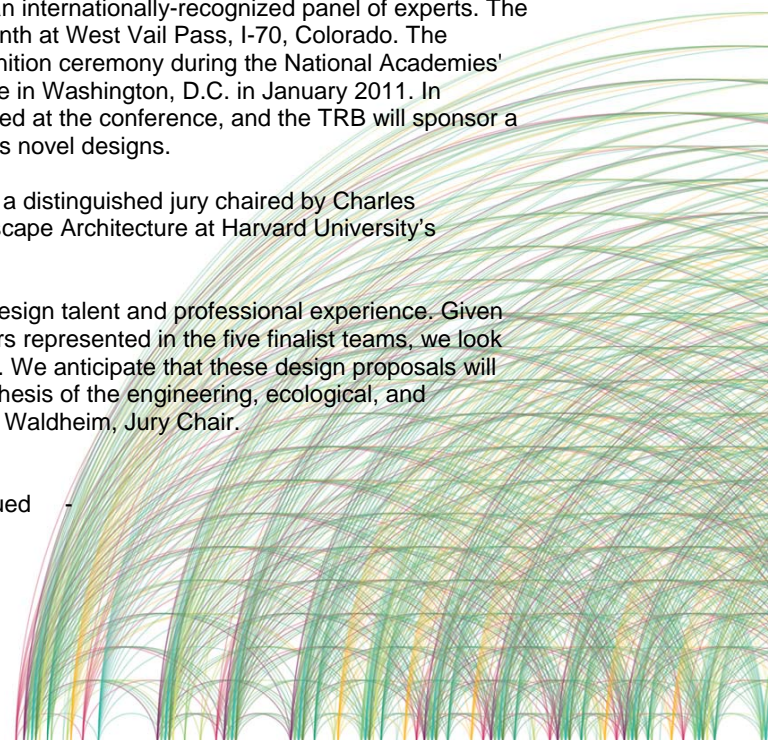 n internationally-recognized panel of experts. The
nth at West Vail Pass, I-70, Colorado. The
nition ceremony during the National Academies'
e in Washington, D.C. in January 2011. In
ed at the conference, and the TRB will sponsor a
s novel designs.
a distinguished jury chaired by Charles
cape Architecture at Harvard University's
esign talent and professional experience. Given
rs represented in the five finalist teams, we look
. We anticipate that these design proposals will
hesis of the engineering, ecological, and
Waldheim, Jury Chair.
ued -